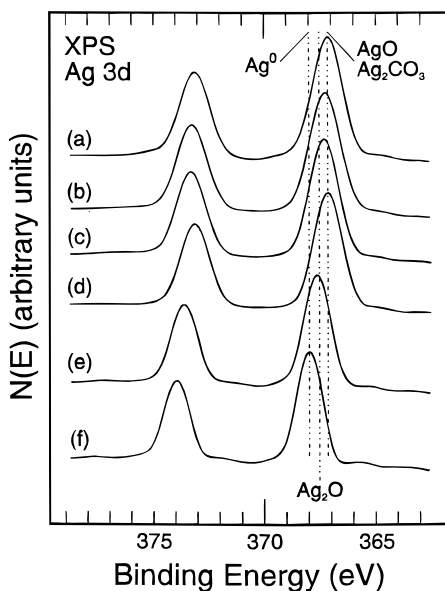 XPS
Ag 3d
Ag⁰
AgO
Ag₂CO₃
(a)
(b)
(c)
(d)
(e)
(f)
Ag₂O
N(E) (arbitrary units)
375
370
365
Binding Energy (eV)